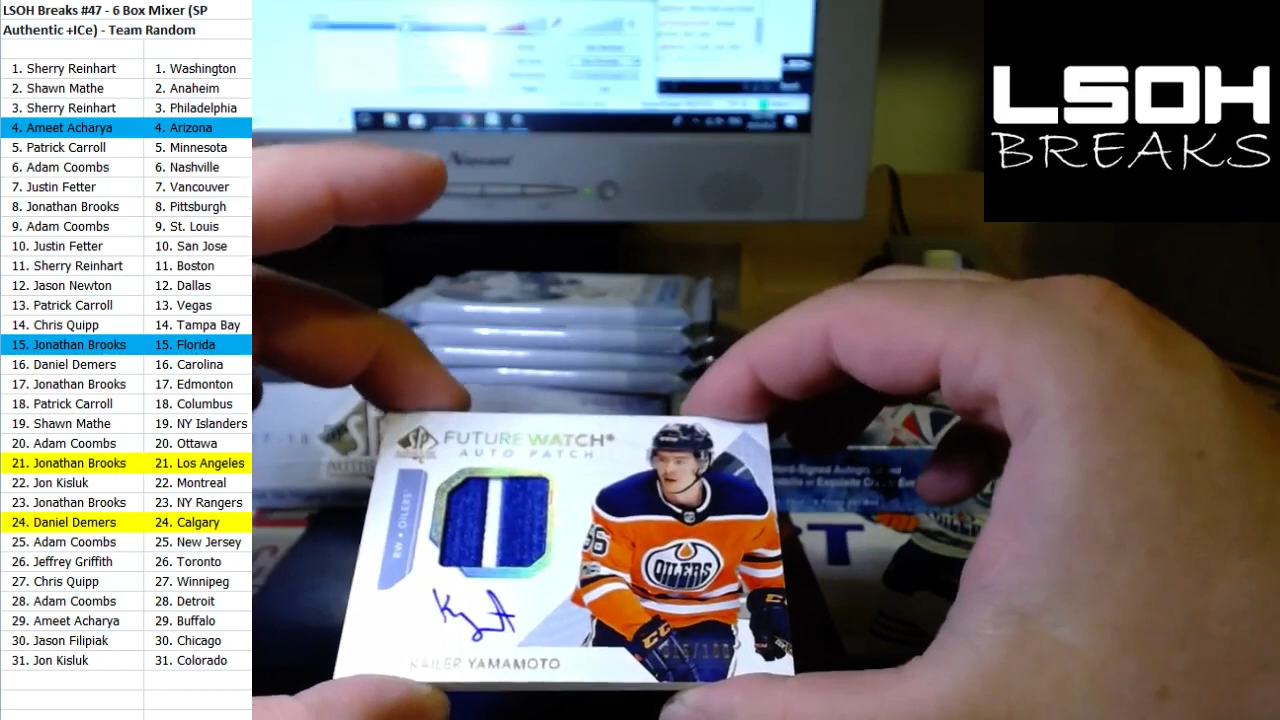 LSOH Breaks #47 - 6 Box Mixer (SP
Authentic +ICe) - Team Random
1. Sherry Reinhart 1. Washington
2. Shawn Mathe 2. Anaheim
3. Sherry Reinhart 3. Philadelphia
4. Ameet Acharya 4. Arizona
5. Patrick Carroll 5. Minnesota
6. Adam Coombs 6. Nashville
7. Justin Fetter 7. Vancouver
8. Jonathan Brooks 8. Pittsburgh
9. Adam Coombs 9. St. Louis
10. Justin Fetter 10. San Jose
11. Sherry Reinhart 11. Boston
12. Jason Newton 12. Dallas
13. Patrick Carroll 13. Vegas
14. Chris Quipp 14. Tampa Bay
15. Jonathan Brooks 15. Florida
16. Daniel Demers 16. Carolina
17. Jonathan Brooks 17. Edmonton
18. Patrick Carroll 18. Columbus
19. Shawn Mathe 19. NY Islanders
20. Adam Coombs 20. Ottawa
21. Jonathan Brooks 21. Los Angeles
22. Jon Kisluk 22. Montreal
23. Jonathan Brooks 23. NY Rangers
24. Daniel Demers 24. Calgary
25. Adam Coombs 25. New Jersey
26. Jeffrey Griffith 26. Toronto
27. Chris Quipp 27. Winnipeg
28. Adam Coombs 28. Detroit
29. Ameet Acharya 29. Buffalo
30. Jason Filipiak 30. Chicago
31. Jon Kisluk 31. Colorado
LSOH
BREAKS
SP
FUTURE WATCH®
AUTO PATCH
RW • OILERS
56
OILERS
KAILER YAMAMOTO